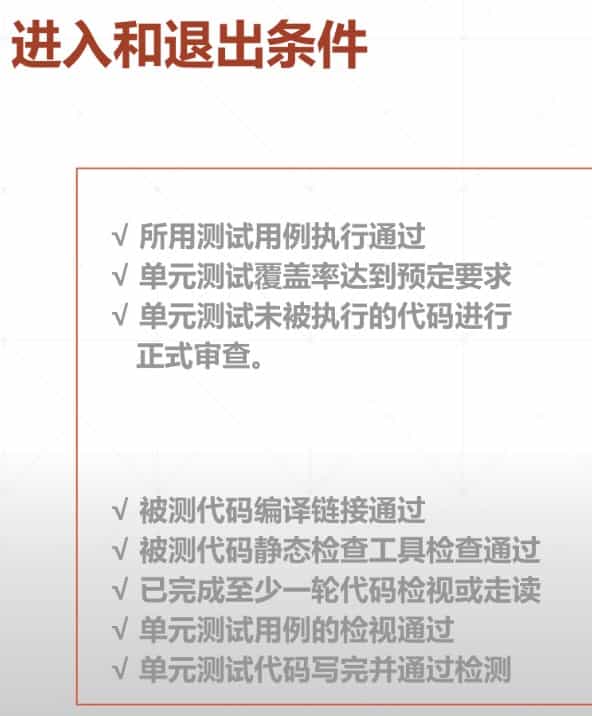 进入和退出条件
√ 所用测试用例执行通过
√ 单元测试覆盖率达到预定要求
√ 单元测试未被执行的代码进行
正式审查。
√ 被测代码编译链接通过
√ 被测代码静态检查工具检查通过
√ 已完成至少一轮代码检视或走读
√ 单元测试用例的检视通过
√ 单元测试代码写完并通过检测